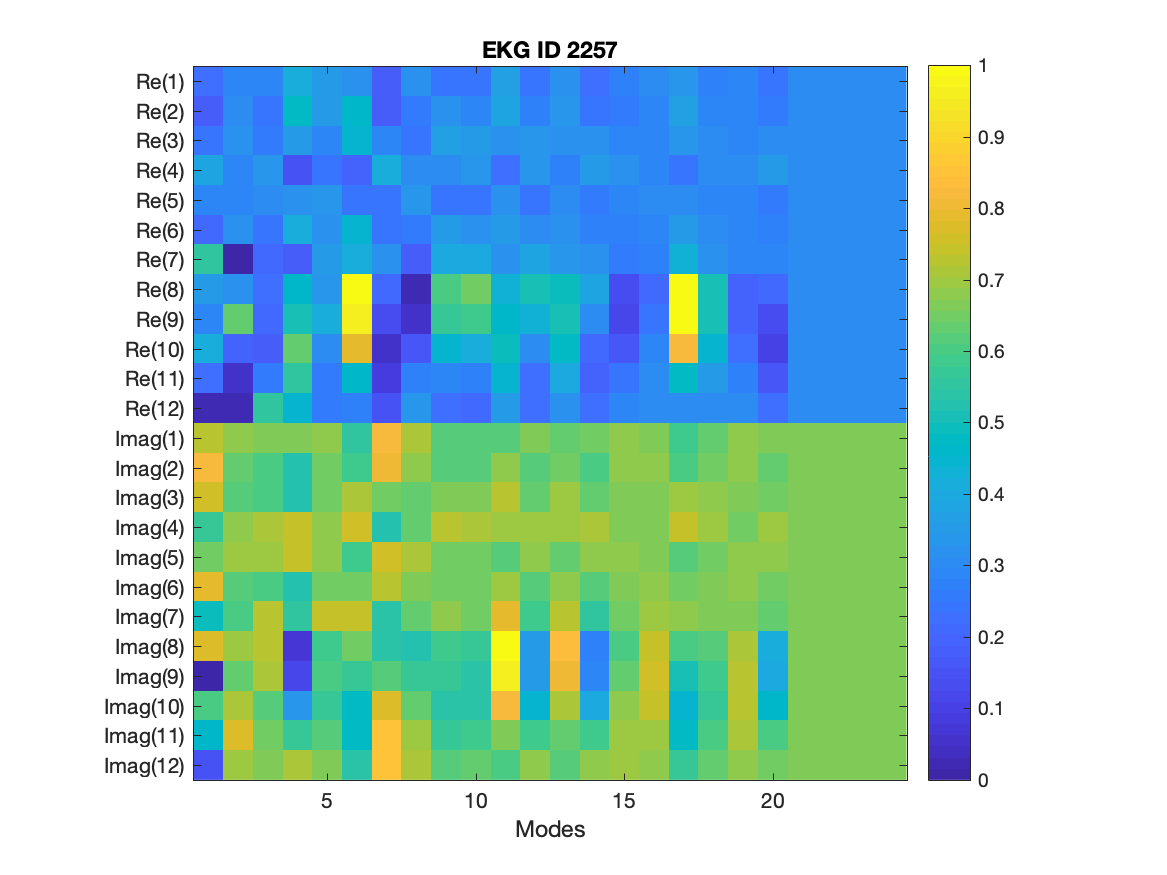 EKG ID 2257
Re(1)
Re(2)
Re(3)
Re(4)
Re(5)
Re(6)
Re(7)
Re(8)
Re(9)
Re(10)
Re(11)
Re(12)
Imag(1)
Imag(2)
Imag(3)
Imag(4)
Imag(5)
Imag(6)
Imag(7)
Imag(8)
Imag(9)
Imag(10)
Imag(11)
Imag(12)
5 10 15 20
Modes
1
0.9
0.8
0.7
0.6
0.5
0.4
0.3
0.2
0.1
0